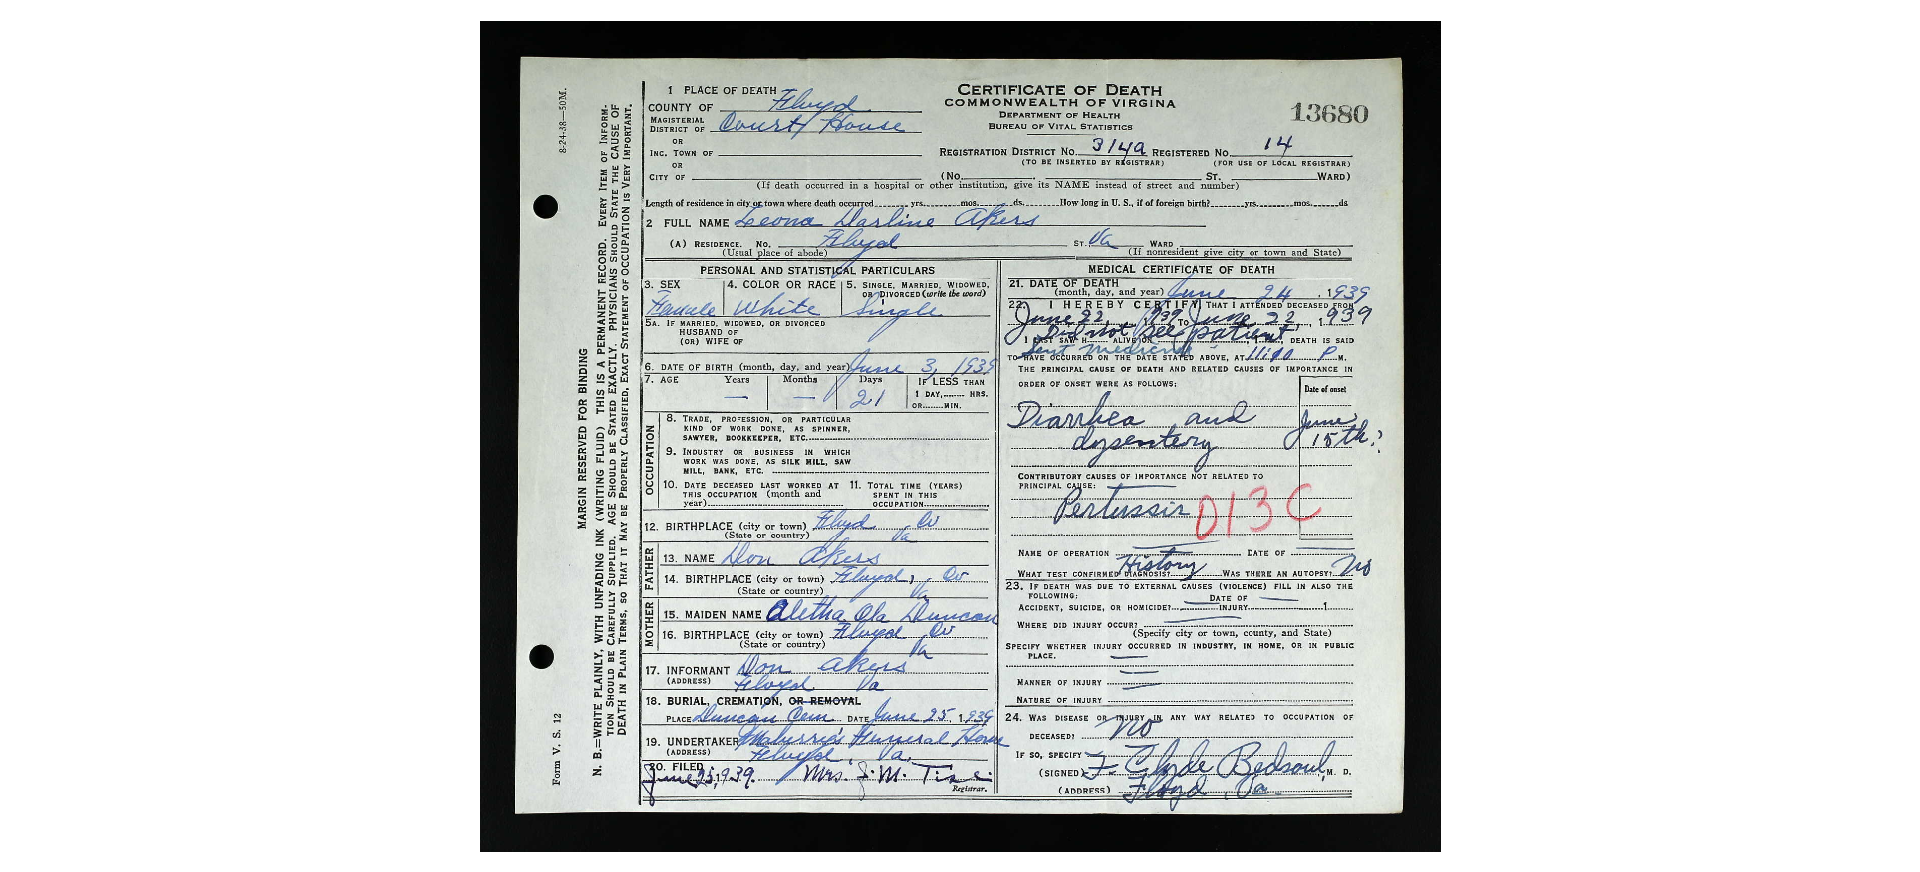 8-24-38—50M.
MARGIN RESERVED FOR BINDING
N. B.—WRITE PLAINLY, WITH UNFADING INK (WRITING FLUID) THIS IS A PERMANENT RECORD. EVERY ITEM OF INFORM-
TION SHOULD BE CAREFULLY SUPPLIED. AGE SHOULD BE STATED EXACTLY. PHYSICIANS SHOULD STATE THE CAUSE OF
DEATH IN PLAIN TERMS, SO THAT IT MAY BE PROPERLY CLASSIFIED. EXACT STATEMENT OF OCCUPATION IS VERY IMPORTANT.
Form V. S. 12
1 PLACE OF DEATH
COUNTY OF Floyd
MAGISTERIAL DISTRICT OF Court House
OR
INC. TOWN OF
OR
CITY OF
CERTIFICATE OF DEATH
COMMONWEALTH OF VIRGINIA
DEPARTMENT OF HEALTH
BUREAU OF VITAL STATISTICS
13680
REGISTRATION DISTRICT NO. 314a REGISTERED NO. 14
(TO BE INSERTED BY REGISTRAR) (FOR USE OF LOCAL REGISTRAR)
(No. ST. WARD)
(If death occurred in a hospital or other institution, give its NAME instead of street and number)
Length of residence in city or town where death occurred yrs. mos. ds. How long in U. S., if of foreign birth? yrs. mos. ds
2 FULL NAME Leona Darline Akers
(A) RESIDENCE. No. Floyd ST. Va WARD
(Usual place of abode) (If nonresident give city or town and State)
PERSONAL AND STATISTICAL PARTICULARS
3. SEX 4. COLOR OR RACE 5. SINGLE, MARRIED, WIDOWED, OR DIVORCED (write the word)
Female White Single
5A. IF MARRIED, WIDOWED, OR DIVORCED
HUSBAND OF
(OR) WIFE OF
6. DATE OF BIRTH (month, day, and year) June 3, 1939
7. AGE Years Months Days IF LESS THAN
1 DAY, HRS.
OR MIN.
— — 21
OCCUPATION
8. TRADE, PROFESSION, OR PARTICULAR
KIND OF WORK DONE, AS SPINNER,
SAWYER, BOOKKEEPER, ETC.
9. INDUSTRY OR BUSINESS IN WHICH
WORK WAS DONE, AS SILK MILL, SAW
MILL, BANK, ETC.
10. DATE DECEASED LAST WORKED AT
THIS OCCUPATION (month and
year)
11. TOTAL TIME (YEARS)
SPENT IN THIS
OCCUPATION
12. BIRTHPLACE (city or town) Floyd, Co
(State or country) Va
FATHER
13. NAME Don Akers
14. BIRTHPLACE (city or town) Floyd, Co
(State or country) Va
MOTHER
15. MAIDEN NAME Aletha Ola Duncan
16. BIRTHPLACE (city or town) Floyd Co
(State or country) Va
17. INFORMANT Don Akers
(ADDRESS) Floyd Va
18. BURIAL, CREMATION, OR REMOVAL
PLACE Duncan Cem DATE June 25, 1939
19. UNDERTAKER Funeral Home
(ADDRESS) Floyd, Va.
20. FILED June 25, 1939. Mrs. J. M.
Registrar.
MEDICAL CERTIFICATE OF DEATH
21. DATE OF DEATH
(month, day, and year) June 24, 1939
22. I HEREBY CERTIFY, THAT I ATTENDED DECEASED FROM
June 22, 1939, TO June 22, 1939
I LAST SAW H ALIVE ON DEATH IS SAID
Did not see patient
Sent medicine
TO HAVE OCCURRED ON THE DATE STATED ABOVE, AT P M.
THE PRINCIPAL CAUSE OF DEATH AND RELATED CAUSES OF IMPORTANCE IN
ORDER OF ONSET WERE AS FOLLOWS:
Date of onset
Diarrhea and June
dysentery 15th?
CONTRIBUTORY CAUSES OF IMPORTANCE NOT RELATED TO
PRINCIPAL CAUSE:
Pertussis 013C
NAME OF OPERATION DATE OF
WHAT TEST CONFIRMED DIAGNOSIS? History WAS THERE AN AUTOPSY? No
23. IF DEATH WAS DUE TO EXTERNAL CAUSES (VIOLENCE) FILL IN ALSO THE
FOLLOWING:
ACCIDENT, SUICIDE, OR HOMICIDE? DATE OF INJURY 1
WHERE DID INJURY OCCUR?
(Specify city or town, county, and State)
SPECIFY WHETHER INJURY OCCURRED IN INDUSTRY, IN HOME, OR IN PUBLIC
PLACE.
MANNER OF INJURY
NATURE OF INJURY
24. WAS DISEASE OR INJURY IN ANY WAY RELATED TO OCCUPATION OF
DECEASED? No
IF SO, SPECIFY
(SIGNED) F Clyde Bedsaul, M. D.
(ADDRESS) Floyd, Va